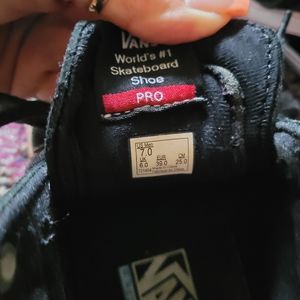 VANS
World's #1
Skateboard
Shoe
PRO
US Men
7.0
UK EUR CM
6.0 39.0 25.0
VANS